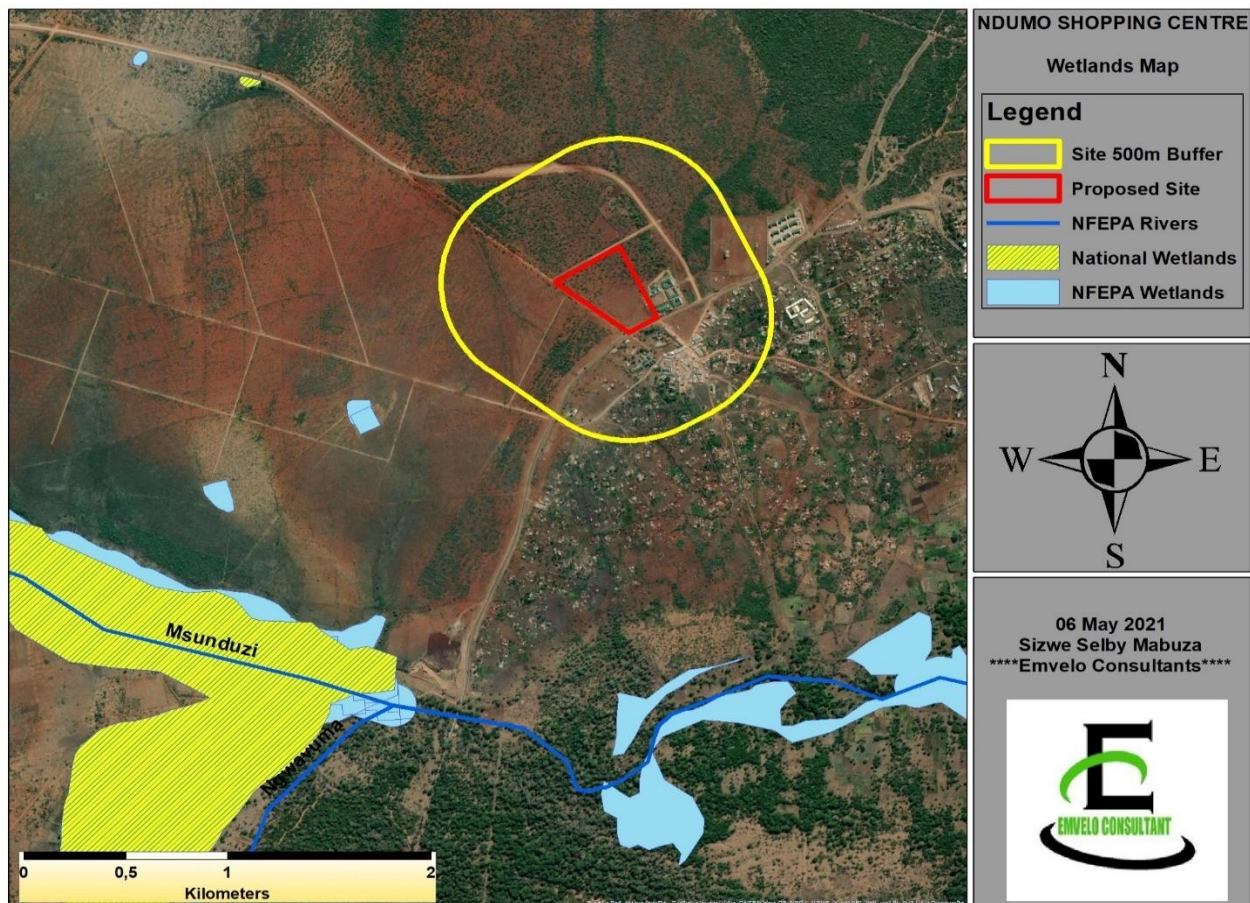 NDUMO SHOPPING CENTRE
Wetlands Map
Legend
Site 500m Buffer
Proposed Site
NFEPA Rivers
National Wetlands
NFEPA Wetlands
N
W
E
S
06 May 2021
Sizwe Selby Mabuza
****Emvelo Consultants****
E
EMVELO CONSULTANT
Msunduzi
Ngwavuma
0 0,5 1 2
Kilometers